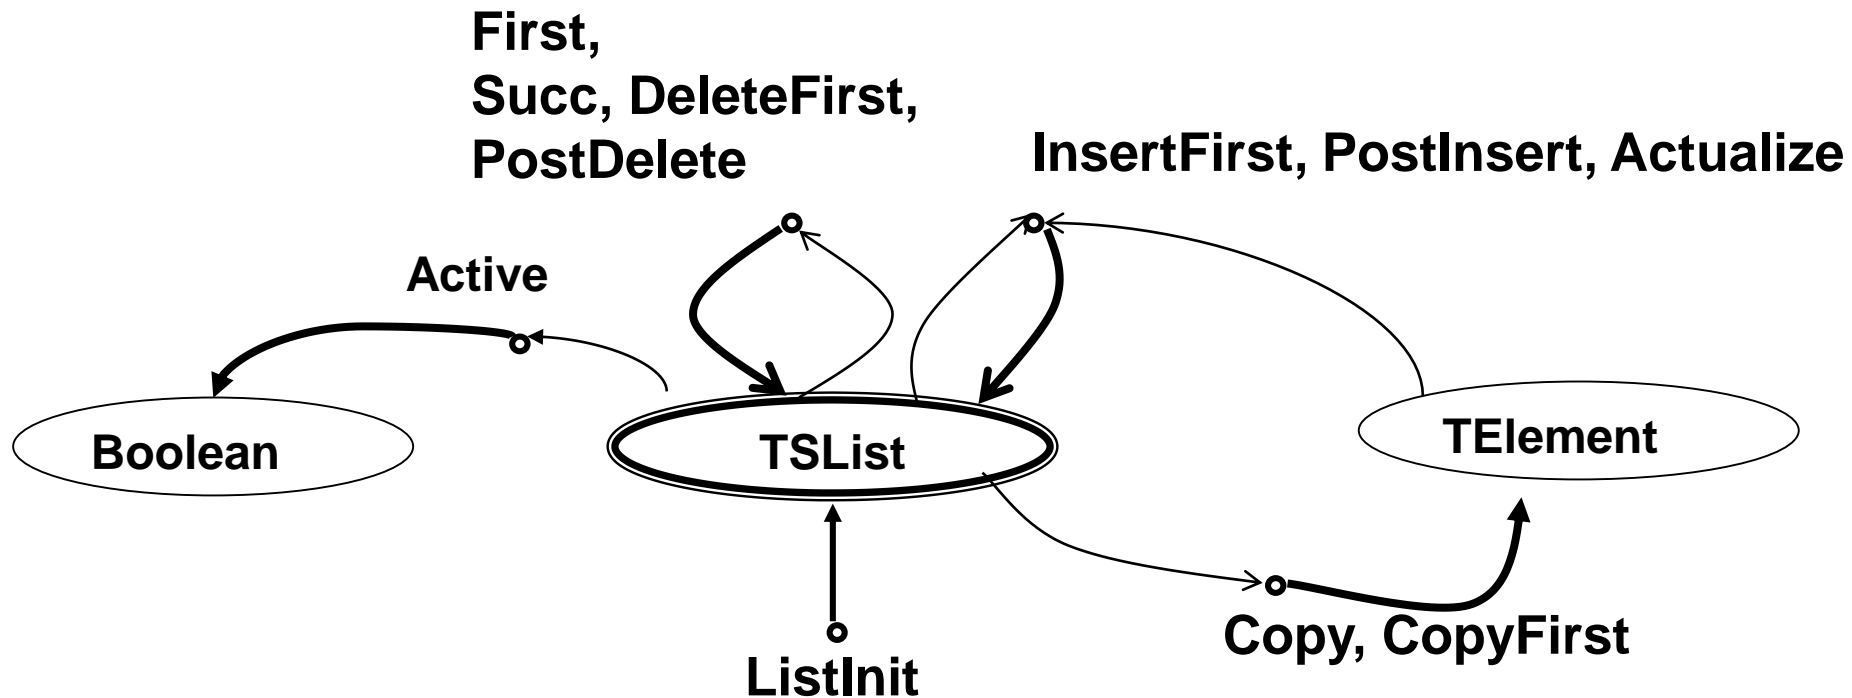 First,
Succ, DeleteFirst,
PostDelete
InsertFirst, PostInsert, Actualize
Active
Boolean
TSList
TElement
Copy, CopyFirst
ListInit